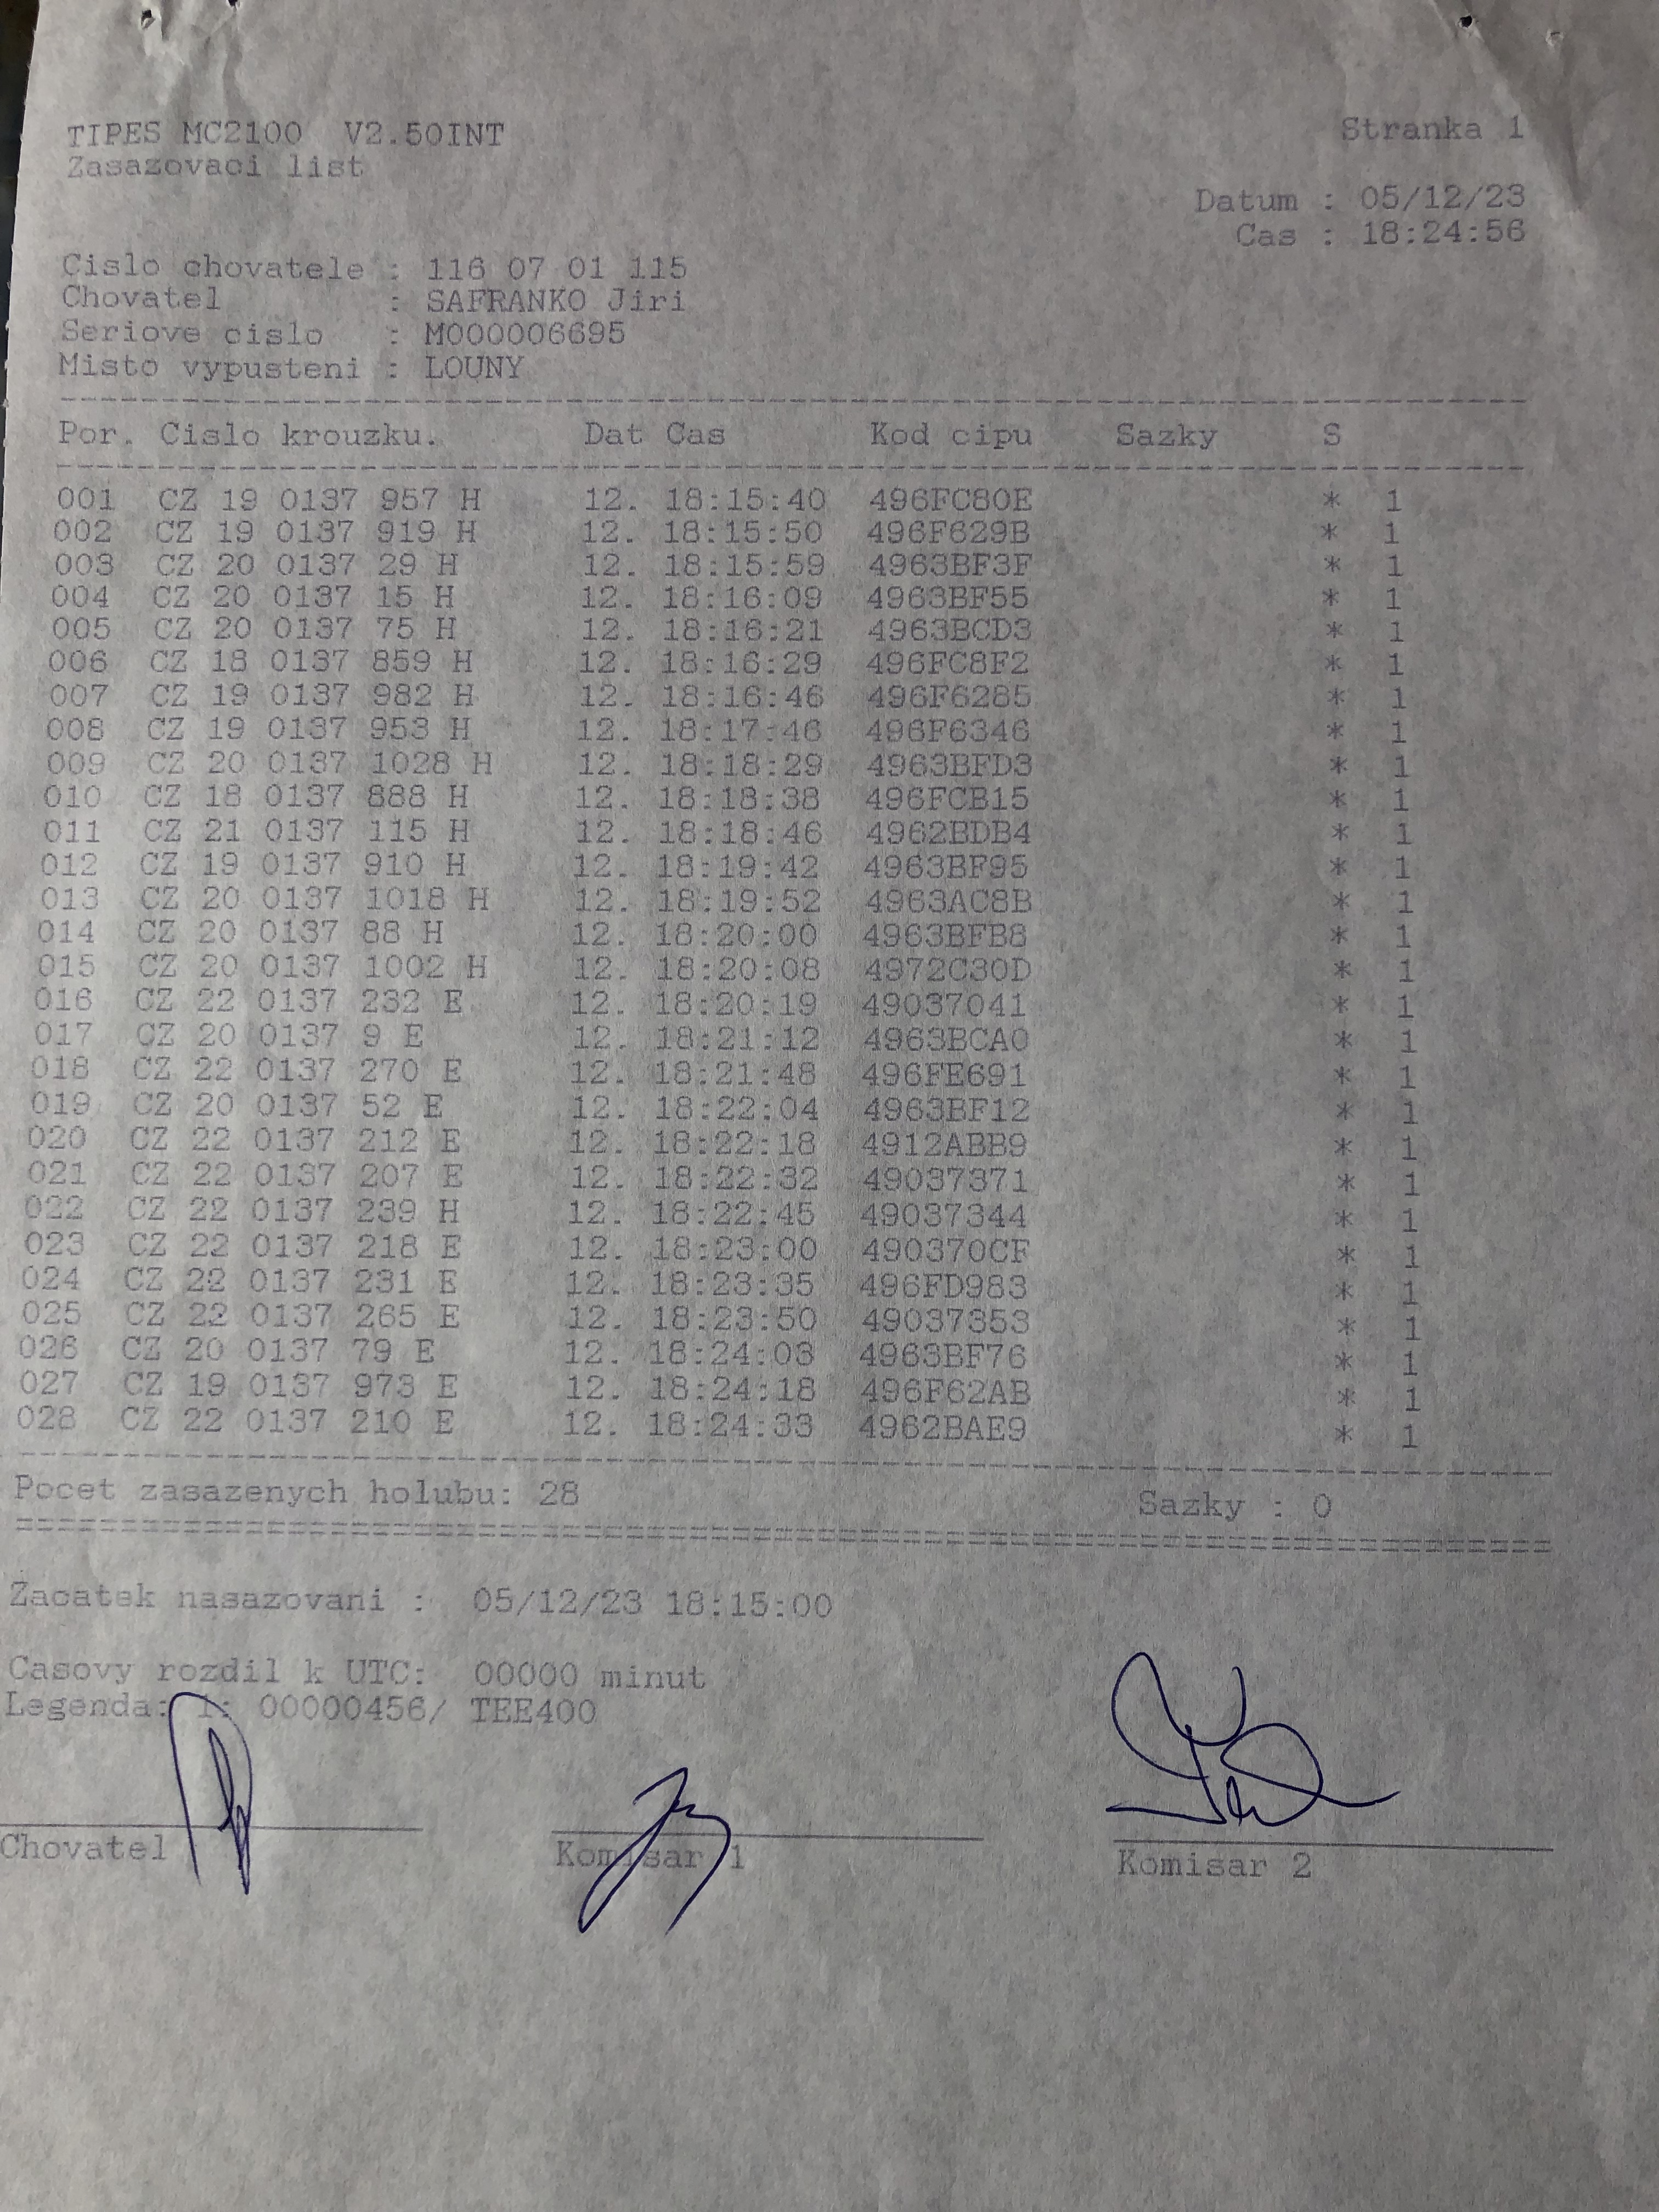 TIPES MC2100 V2.50INT Stranka 1
Zasazovaci list
Datum : 05/12/23
Cas : 18:24:56
Cislo chovatele : 116 07 01 115
Chovatel : SAFRANKO Jiri
Seriove cislo : M000006695
Misto vypusteni : LOUNY
Por. Cislo krouzku. Dat Cas Kod cipu Sazky S
001 CZ 19 0137 957 H 12. 18:15:40 496FC80E * 1
002 CZ 19 0137 919 H 12. 18:15:50 496F629B * 1
003 CZ 20 0137 29 H 12. 18:15:59 4963BF3F * 1
004 CZ 20 0137 15 H 12. 18:16:09 4963BF55 * 1
005 CZ 20 0137 75 H 12. 18:16:21 4963BCD3 * 1
006 CZ 18 0137 859 H 12. 18:16:29 496FC8F2 * 1
007 CZ 19 0137 982 H 12. 18:16:46 496F6285 * 1
008 CZ 19 0137 953 H 12. 18:17:46 496F6346 * 1
009 CZ 20 0137 1028 H 12. 18:18:29 4963BFD3 * 1
010 CZ 18 0137 888 H 12. 18:18:38 496FCB15 * 1
011 CZ 21 0137 115 H 12. 18:18:46 4962BDB4 * 1
012 CZ 19 0137 910 H 12. 18:19:42 4963BF95 * 1
013 CZ 20 0137 1018 H 12. 18:19:52 4963AC8B * 1
014 CZ 20 0137 88 H 12. 18:20:00 4963BFB8 * 1
015 CZ 20 0137 1002 H 12. 18:20:08 4972C30D * 1
016 CZ 22 0137 232 E 12. 18:20:19 49037041 * 1
017 CZ 20 0137 9 E 12. 18:21:12 4963BCA0 * 1
018 CZ 22 0137 270 E 12. 18:21:48 496FE691 * 1
019 CZ 20 0137 52 E 12. 18:22:04 4963BF12 * 1
020 CZ 22 0137 212 E 12. 18:22:18 4912ABB9 * 1
021 CZ 22 0137 207 E 12. 18:22:32 49037371 * 1
022 CZ 22 0137 239 H 12. 18:22:45 49037344 * 1
023 CZ 22 0137 218 E 12. 18:23:00 490370CF * 1
024 CZ 22 0137 231 E 12. 18:23:35 496FD983 * 1
025 CZ 22 0137 265 E 12. 18:23:50 49037353 * 1
026 CZ 20 0137 79 E 12. 18:24:03 4963BF76 * 1
027 CZ 19 0137 973 E 12. 18:24:18 496F62AB * 1
028 CZ 22 0137 210 E 12. 18:24:33 4962BAE9 * 1
Pocet zasazenych holubu: 28 Sazky : 0
Zacatek nasazovani : 05/12/23 18:15:00
Casovy rozdil k UTC: 00000 minut
Legenda: 1: 00000456/ TEE400
Chovatel Komisar 1 Komisar 2